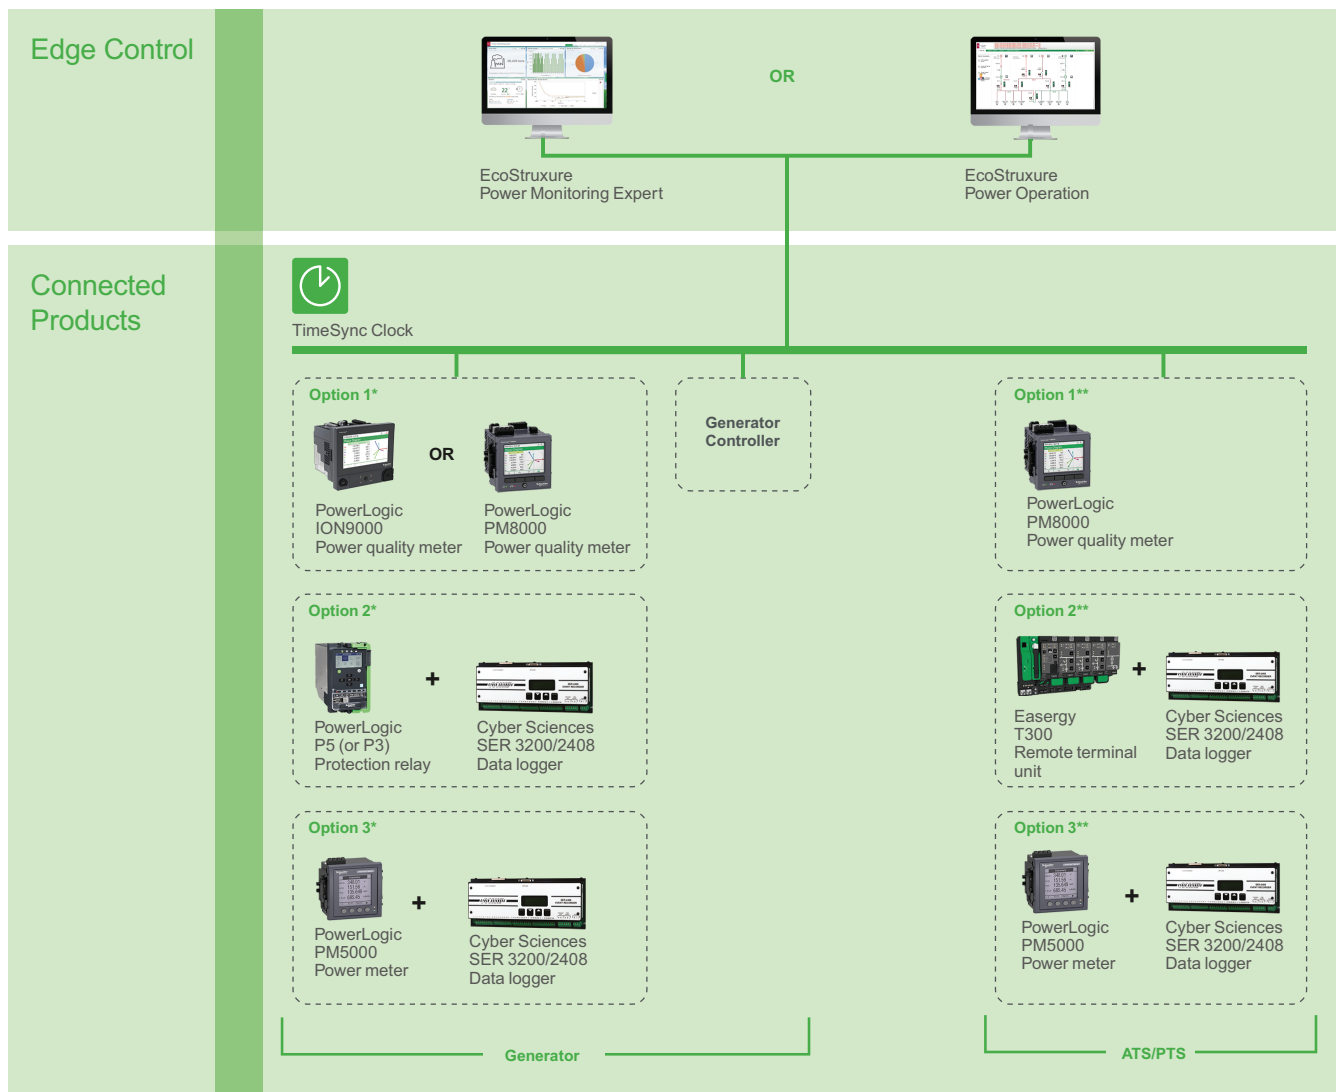 Edge Control
OR
EcoStruxure
Power Monitoring Expert
EcoStruxure
Power Operation
Connected
Products
TimeSync Clock
Option 1*
OR
PowerLogic
ION9000
Power quality meter
PowerLogic
PM8000
Power quality meter
Generator
Controller
Option 1**
PowerLogic
PM8000
Power quality meter
Option 2*
+
PowerLogic
P5 (or P3)
Protection relay
Cyber Sciences
SER 3200/2408
Data logger
Option 2**
+
Easergy
T300
Remote terminal
unit
Cyber Sciences
SER 3200/2408
Data logger
Option 3*
+
PowerLogic
PM5000
Power meter
Cyber Sciences
SER 3200/2408
Data logger
Option 3**
+
PowerLogic
PM5000
Power meter
Cyber Sciences
SER 3200/2408
Data logger
Generator
ATS/PTS